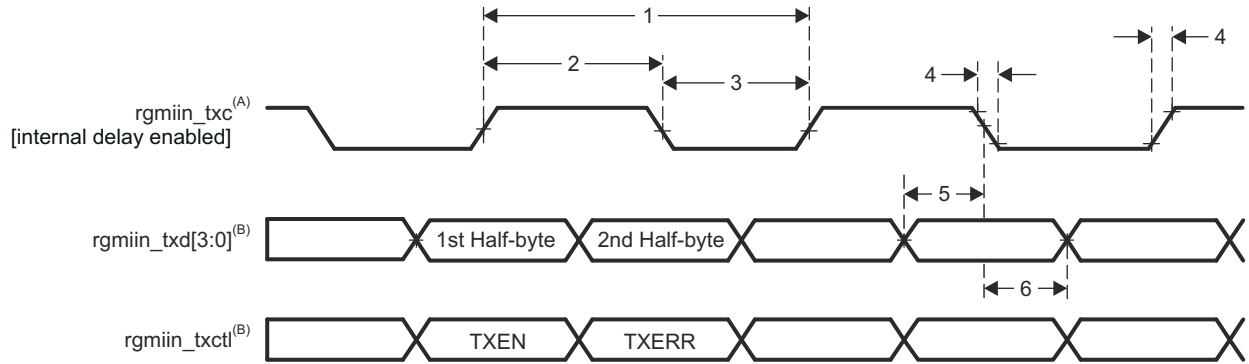 1
4
2
4
3
rgmiin_txc(A)
[internal delay enabled]
5
rgmiin_txd[3:0](B)
1st Half-byte
2nd Half-byte
6
rgmiin_txctl(B)
TXEN
TXERR